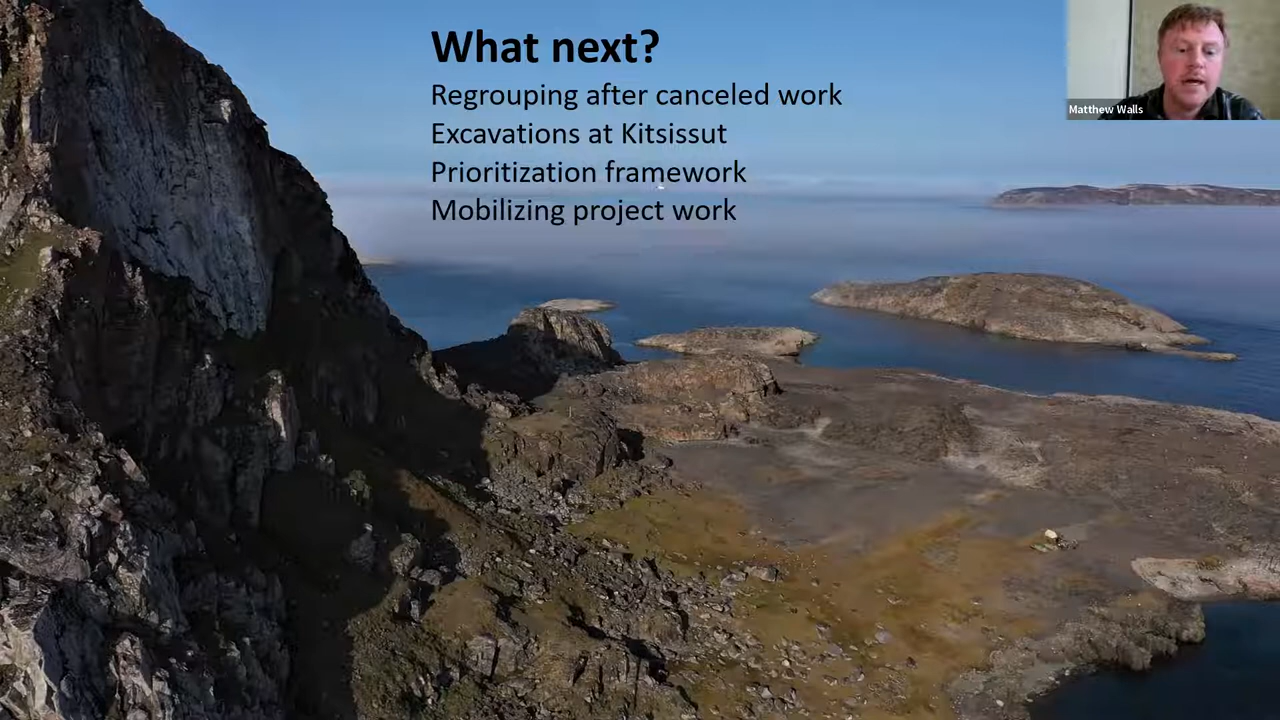 What next?
Regrouping after canceled work
Excavations at Kitsissut
Prioritization framework
Mobilizing project work
Matthew Walls